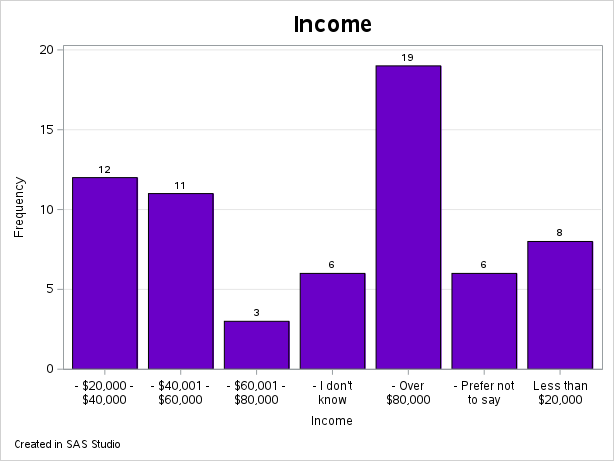 Income
20
15
10
5
0
Frequency
12
11
3
6
19
6
8
- $20,000 -
$40,000
- $40,001 -
$60,000
- $60,001 -
$80,000
- I don't
know
- Over
$80,000
- Prefer not
to say
Less than
$20,000
Income
Created in SAS Studio